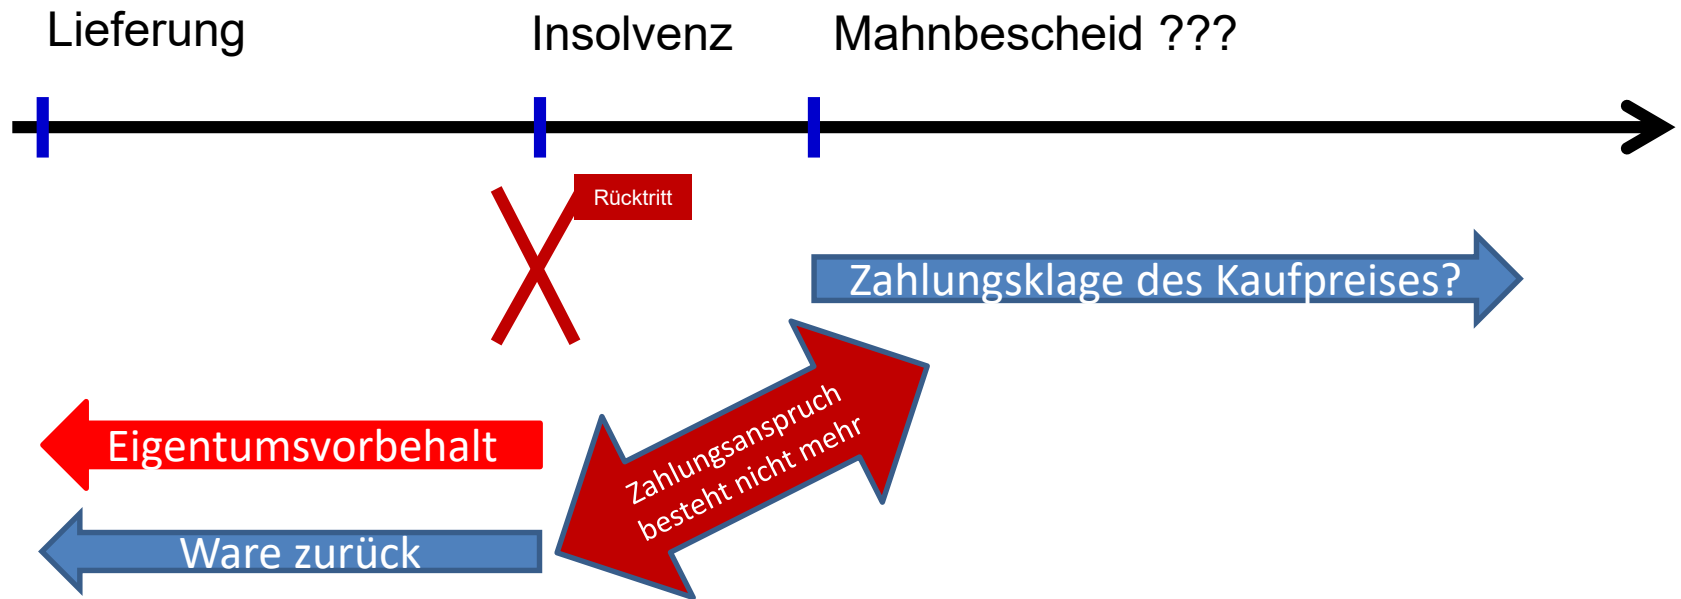 Lieferung
Insolvenz
Mahnbescheid ???
Rücktritt
Zahlungsklage des Kaufpreises?
Eigentumsvorbehalt
Zahlungsanspruch
besteht nicht mehr
Ware zurück